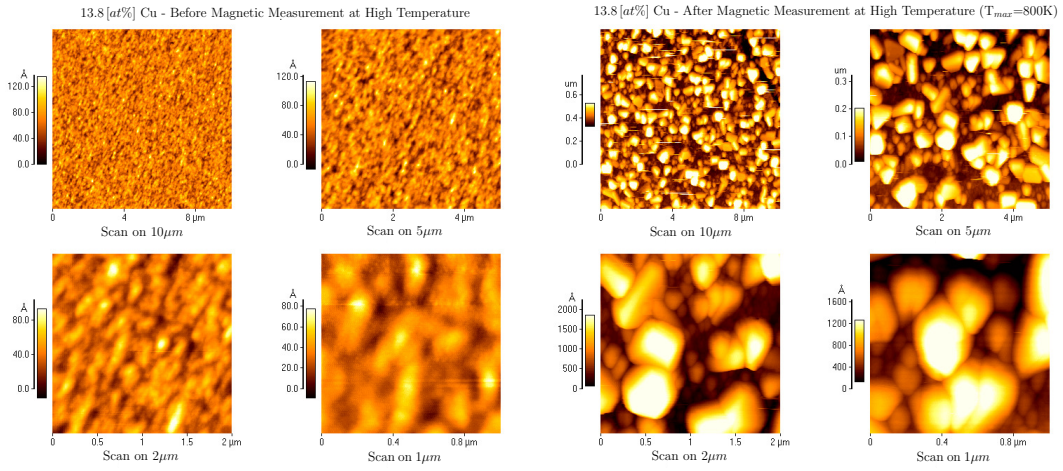 13.8 [at%] Cu - Before Magnetic Measurement at High Temperature
13.8 [at%] Cu - After Magnetic Measurement at High Temperature (Tmax=800K)
Å
120.0
80.0
40.0
0.0
0
4
8 µm
Scan on 10µm
Å
120.0
80.0
40.0
0.0
0
2
4 µm
Scan on 5µm
um
0.6
0.4
0.2
0.0
0
4
8 µm
Scan on 10µm
um
0.3
0.2
0.1
0.0
0
2
4 µm
Scan on 5µm
Å
80.0
40.0
0.0
0
0.5
1.0
1.5
2 µm
Scan on 2µm
Å
80.0
60.0
40.0
20.0
0.0
0
0.4
0.8 µm
Scan on 1µm
Å
2000
1500
1000
500
0
0
0.5
1.0
1.5
2 µm
Scan on 2µm
Å
1600
1200
800
400
0
0
0.4
0.8 µm
Scan on 1µm